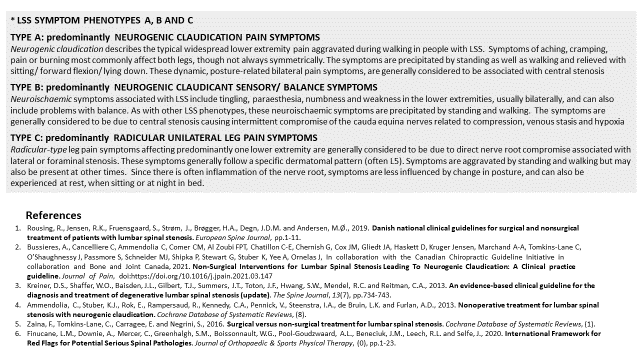 * LSS SYMPTOM PHENOTYPES A, B AND C
TYPE A: predominantly NEUROGENIC CLAUDICATION PAIN SYMPTOMS
Neurogenic claudication describes the typical widespread lower extremity pain aggravated during walking in people with LSS. Symptoms of aching, cramping,
pain or burning most commonly affect both legs, though not always symmetrically. The symptoms are precipitated by standing as well as walking and relieved with
sitting/ forward flexion/ lying down. These dynamic, posture-related bilateral pain symptoms, are generally considered to be associated with central stenosis
TYPE B: predominantly NEUROGENIC CLAUDICANT SENSORY/ BALANCE SYMPTOMS
Neuroischaemic symptoms associated with LSS include tingling, paraesthesia, numbness and weakness in the lower extremities, usually bilaterally, and can also
include problems with balance. As with other LSS phenotypes, these neuroischaemic symptoms are precipitated by standing and walking. The symptoms are
generally considered to be due to central stenosis causing intermittent compromise of the cauda equina nerves related to compression, venous stasis and hypoxia
TYPE C: predominantly RADICULAR UNILATERAL LEG PAIN SYMPTOMS
Radicular-type leg pain symptoms affecting predominantly one lower extremity are generally considered to be due to direct nerve root compromise associated with
lateral or foraminal stenosis. These symptoms generally follow a specific dermatomal pattern (often L5). Symptoms are aggravated by standing and walking but may
also be present at other times. Since there is often inflammation of the nerve root, symptoms are less influenced by change in posture, and can also be
experienced at rest, when sitting or at night in bed.
References
1. Rousing, R., Jensen, R.K., Fruensgaard, S., Strøm, J., Brøgger, H.A., Degn, J.D.M. and Andersen, M.Ø., 2019. Danish national clinical guidelines for surgical and nonsurgical
treatment of patients with lumbar spinal stenosis. European Spine Journal, pp.1-11.
2. Bussieres, A., Cancelliere C, Ammendolia C, Comer CM, Al Zoubi FPT, Chatillon C-E, Chernish G, Cox JM, Gliedt JA, Haskett D, Kruger Jensen, Marchand A-A, Tomkins-Lane C,
O'Shaughnessy J, Passmore S, Schneider MJ, Shipka P, Stewart G, Stuber K, Yee A, Ornelas J, In collaboration with the Canadian Chiropractic Guideline Initiative in
collaboration and Bone and Joint Canada, 2021. Non-Surgical Interventions for Lumbar Spinal Stenosis Leading To Neurogenic Claudication: A Clinical practice
guideline. Journal of Pain, doi:https://doi.org/10.1016/j.jpain.2021.03.147
3. Kreiner, D.S., Shaffer, W.O., Baisden, J.L., Gilbert, T.J., Summers, J.T., Toton, J.F., Hwang, S.W., Mendel, R.C. and Reitman, C.A., 2013. An evidence-based clinical guideline for the
diagnosis and treatment of degenerative lumbar spinal stenosis (update). The Spine Journal, 13(7), pp.734-743.
4. Ammendolia, C., Stuber, K.J., Rok, E., Rampersaud, R., Kennedy, C.A., Pennick, V., Steenstra, I.A., de Bruin, L.K. and Furlan, A.D., 2013. Nonoperative treatment for lumbar spinal
stenosis with neurogenic claudication. Cochrane Database of Systematic Reviews, (8).
5. Zaina, F., Tomkins-Lane, C., Carragee, E. and Negrini, S., 2016. Surgical versus non-surgical treatment for lumbar spinal stenosis. Cochrane Database of Systematic Reviews, (1).
6. Finucane, L.M., Downie, A., Mercer, C., Greenhalgh, S.M., Boissonnault, W.G., Pool-Goudzwaard, A.L., Beneciuk, J.M., Leech, R.L. and Selfe, J., 2020. International Framework for
Red Flags for Potential Serious Spinal Pathologies. Journal of Orthopaedic & Sports Physical Therapy, (0), pp.1-23.